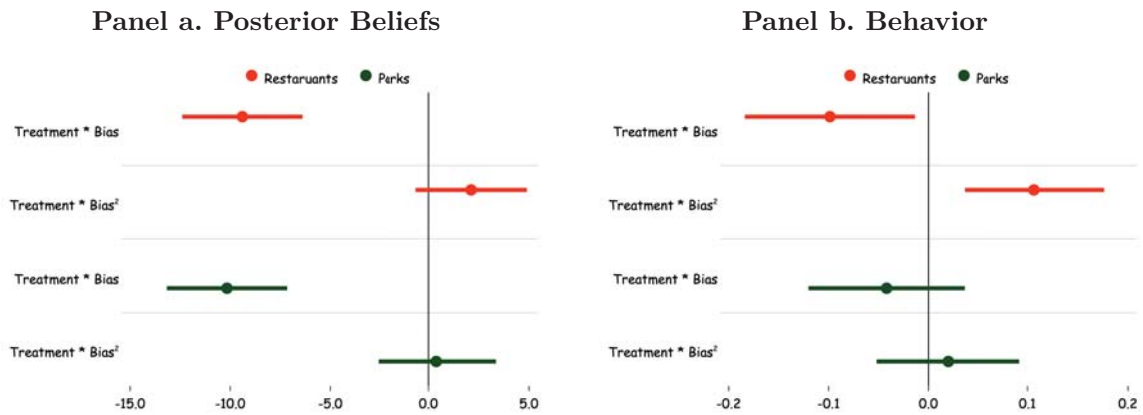 Panel a. Posterior Beliefs
Restaruants Perks
Treatment * Bias
Treatment * Bias²
Treatment * Bias
Treatment * Bias²
-15.0 -10.0 -5.0 0.0 5.0
Panel b. Behavior
Restaruants Perks
Treatment * Bias
Treatment * Bias²
Treatment * Bias
Treatment * Bias²
-0.2 -0.1 0.0 0.1 0.2